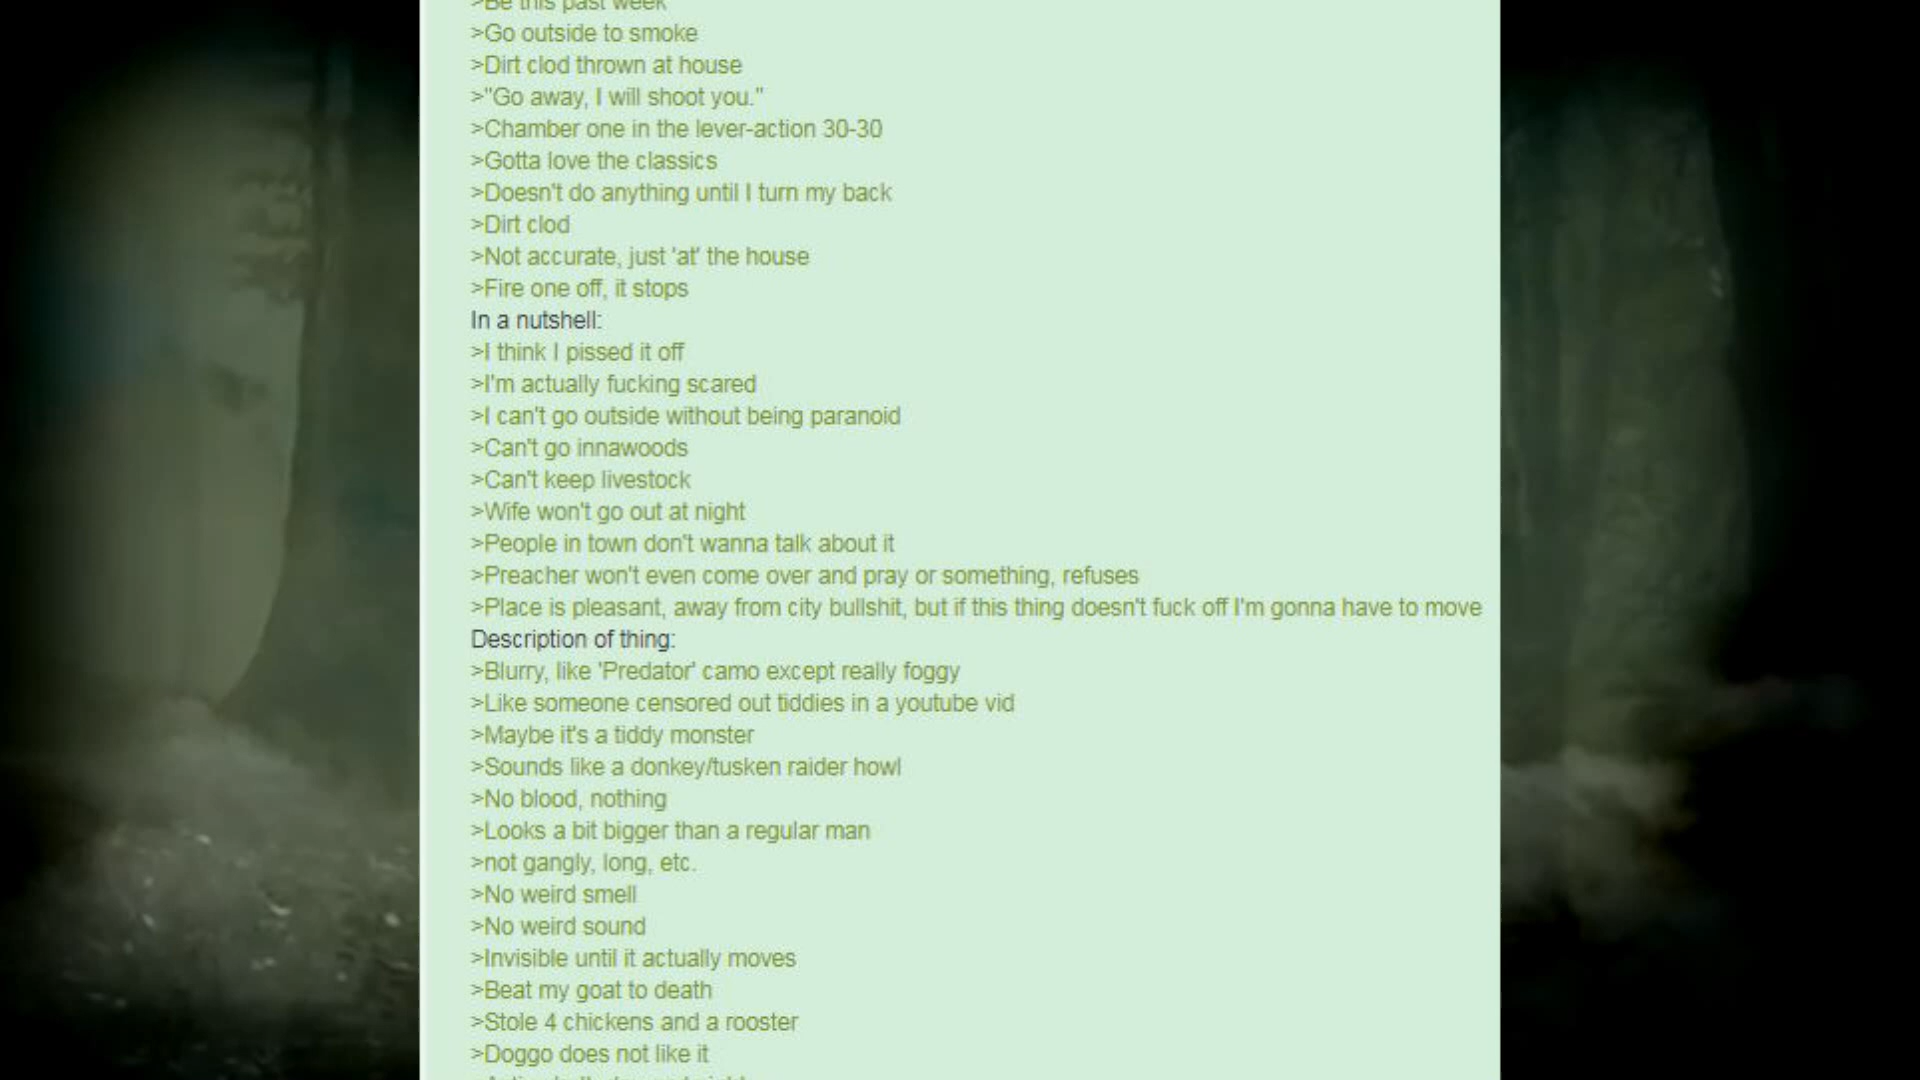 >Be this past week
>Go outside to smoke
>Dirt clod thrown at house
>"Go away, I will shoot you."
>Chamber one in the lever-action 30-30
>Gotta love the classics
>Doesn't do anything until I turn my back
>Dirt clod
>Not accurate, just 'at' the house
>Fire one off, it stops
In a nutshell:
>I think I pissed it off
>I'm actually fucking scared
>I can't go outside without being paranoid
>Can't go innawoods
>Can't keep livestock
>Wife won't go out at night
>People in town don't wanna talk about it
>Preacher won't even come over and pray or something, refuses
>Place is pleasant, away from city bullshit, but if this thing doesn't fuck off I'm gonna have to move
Description of thing:
>Blurry, like 'Predator' camo except really foggy
>Like someone censored out tiddies in a youtube vid
>Maybe it's a tiddy monster
>Sounds like a donkey/tusken raider howl
>No blood, nothing
>Looks a bit bigger than a regular man
>not gangly, long, etc.
>No weird smell
>No weird sound
>Invisible until it actually moves
>Beat my goat to death
>Stole 4 chickens and a rooster
>Doggo does not like it